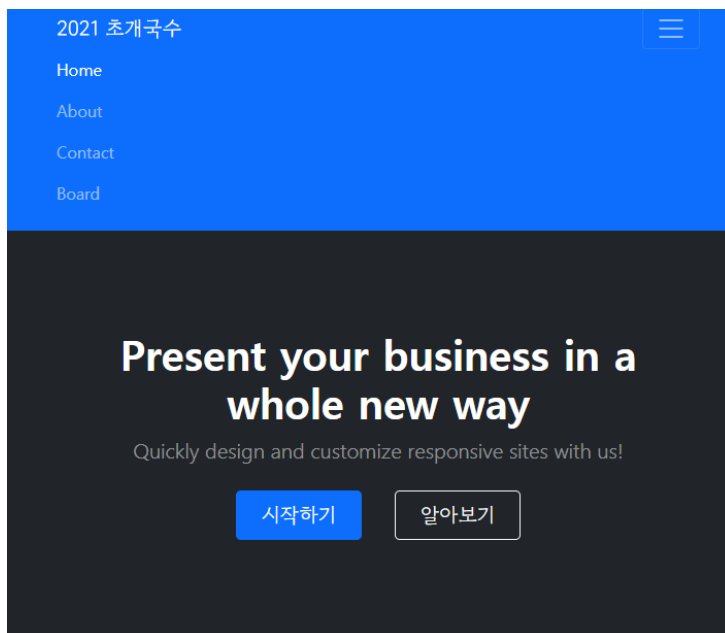 2021 초개국수
Home
About
Contact
Board
Present your business in a
whole new way
Quickly design and customize responsive sites with us!
시작하기
알아보기